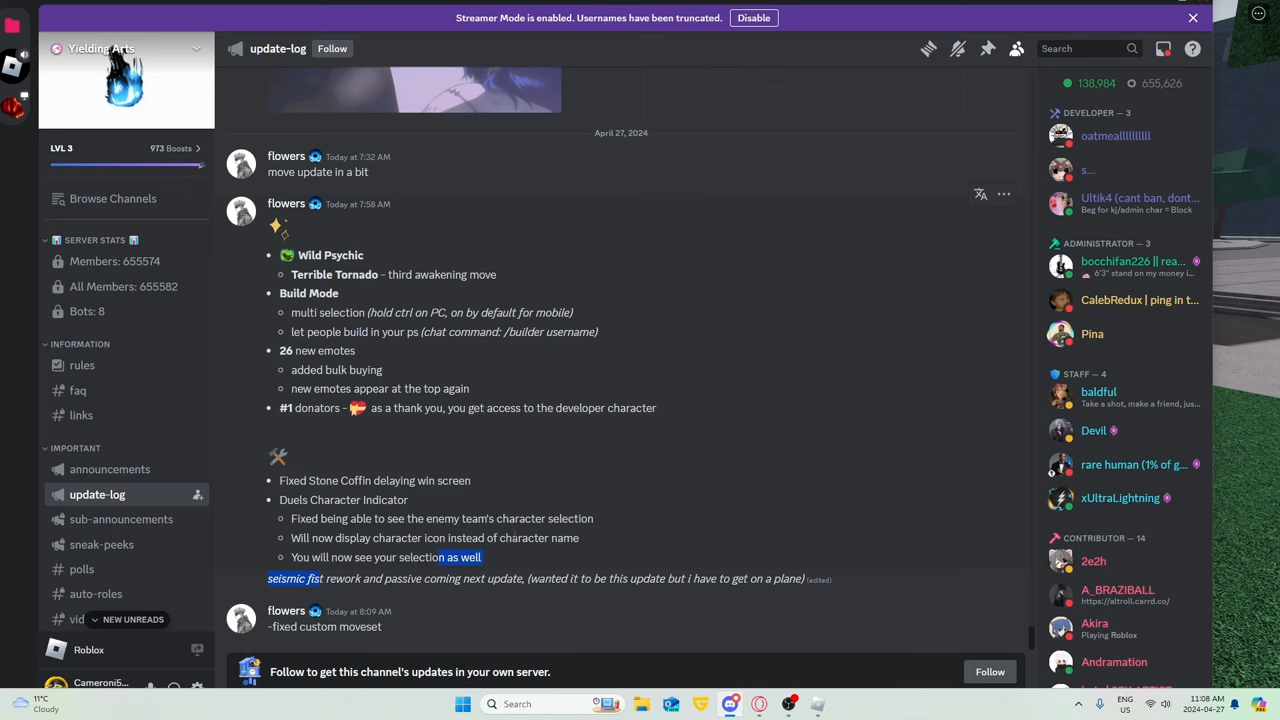 Streamer Mode is enabled. Usernames have been truncated.
Disable
Yielding Arts
update-log
Follow
Search
138,984
655,626
April 27, 2024
LVL 3
973 Boosts
Browse Channels
SERVER STATS
Members: 655574
All Members: 655582
Bots: 8
INFORMATION
rules
faq
links
IMPORTANT
announcements
update-log
sub-announcements
sneak-peeks
polls
auto-roles
vid
NEW UNREADS
Roblox
Cameroni5...
flowers Today at 7:32 AM
move update in a bit
flowers Today at 7:58 AM
Wild Psychic
Terrible Tornado - third awakening move
Build Mode
multi selection (hold ctrl on PC, on by default for mobile)
let people build in your ps (chat command: /builder username)
26 new emotes
added bulk buying
new emotes appear at the top again
#1 donators - as a thank you, you get access to the developer character
Fixed Stone Coffin delaying win screen
Duels Character Indicator
Fixed being able to see the enemy team's character selection
Will now display character icon instead of character name
You will now see your selection as well
seismic fist rework and passive coming next update, (wanted it to be this update but i have to get on a plane) (edited)
flowers Today at 8:09 AM
-fixed custom moveset
Follow to get this channel's updates in your own server.
Follow
DEVELOPER — 3
oatmeallllllllll
s...
Ultik4 (cant ban, dont...
Beg for kj/admin char = Block
ADMINISTRATOR — 3
bocchifan226 || rea...
6'3" stand on my money i...
CalebRedux | ping in t...
Pina
STAFF — 4
baldful
Take a shot, make a friend, jus...
Devil
rare human (1% of g...
xUltraLightning
CONTRIBUTOR — 14
2e2h
A_BRAZIBALL
https://altroll.carrd.co/
Akira
Playing Roblox
Andramation
11°C
Cloudy
Search
ENG
US
11:08 AM
2024-04-27